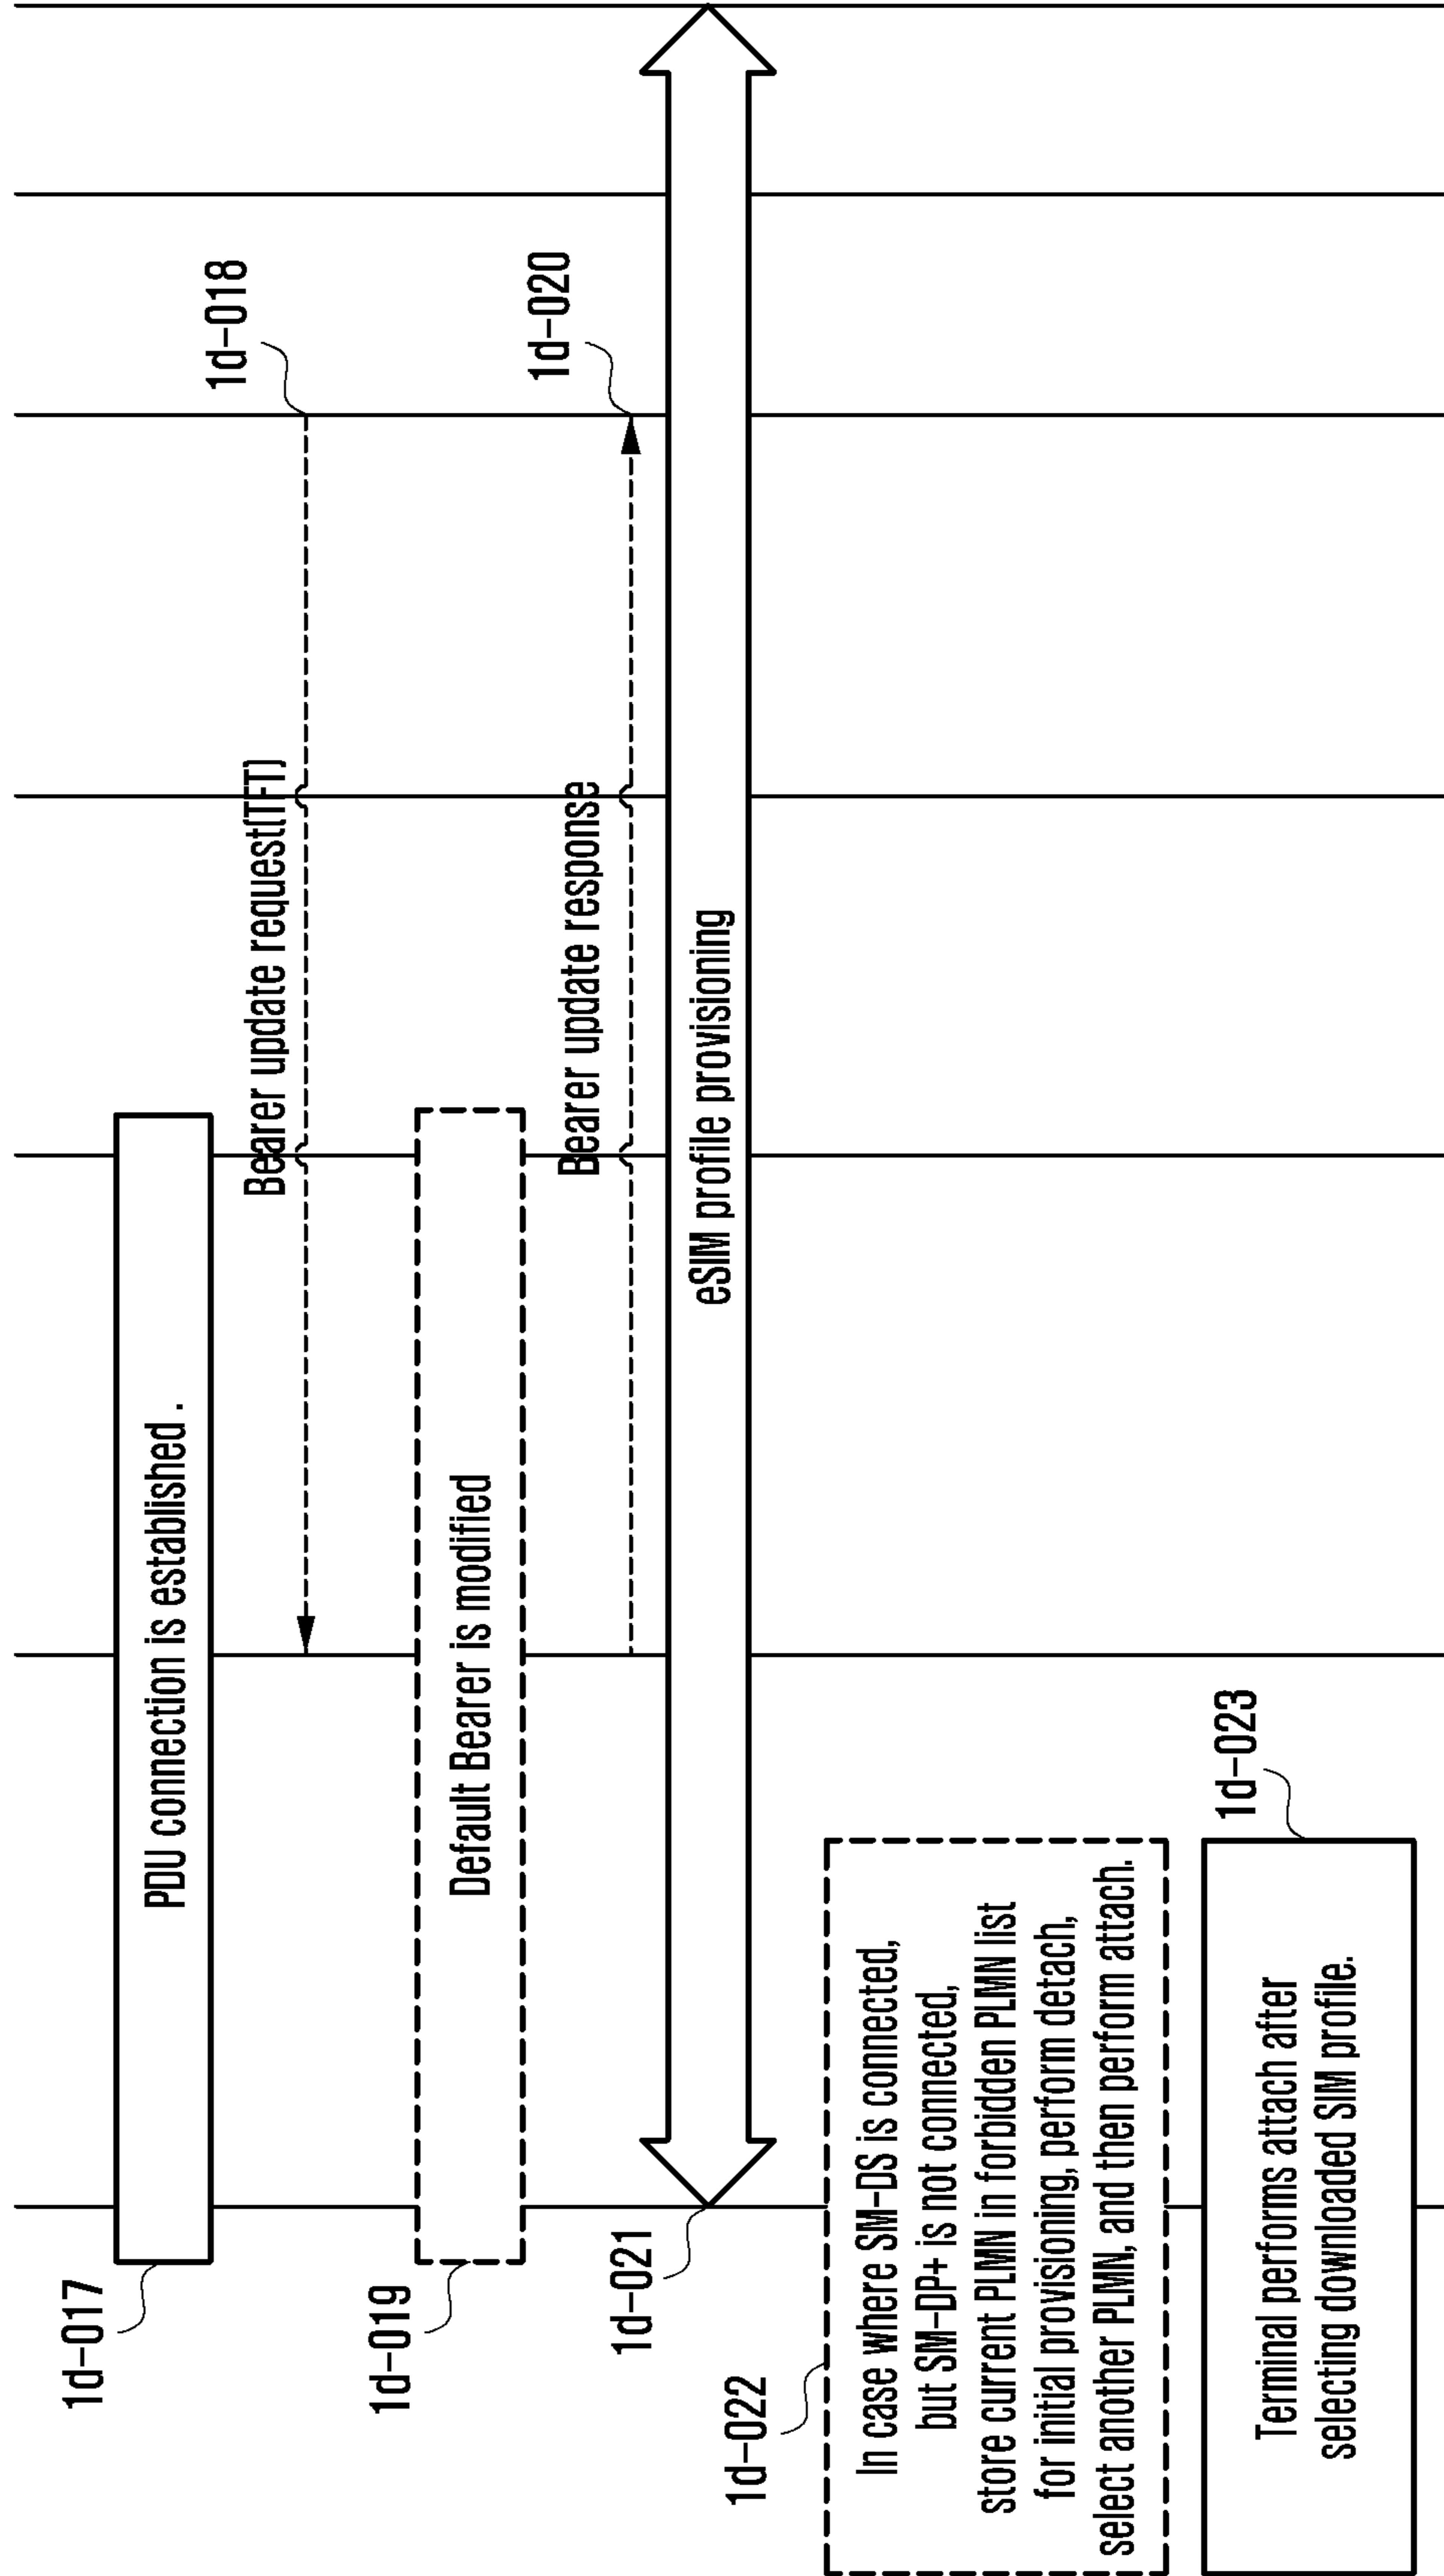 1d-017
PDU connection is established .
1d-018
Bearer update request(TFT)
1d-019
Default Bearer is modified
1d-020
Bearer update response
1d-021
eSIM profile provisioning
1d-022
In case where SM-DS is connected,
but SM-DP+ is not connected,
store current PLMN in forbidden PLMN list
for initial provisioning, perform detach,
select another PLMN, and then perform attach.
1d-023
Terminal performs attach after
selecting downloaded SIM profile.